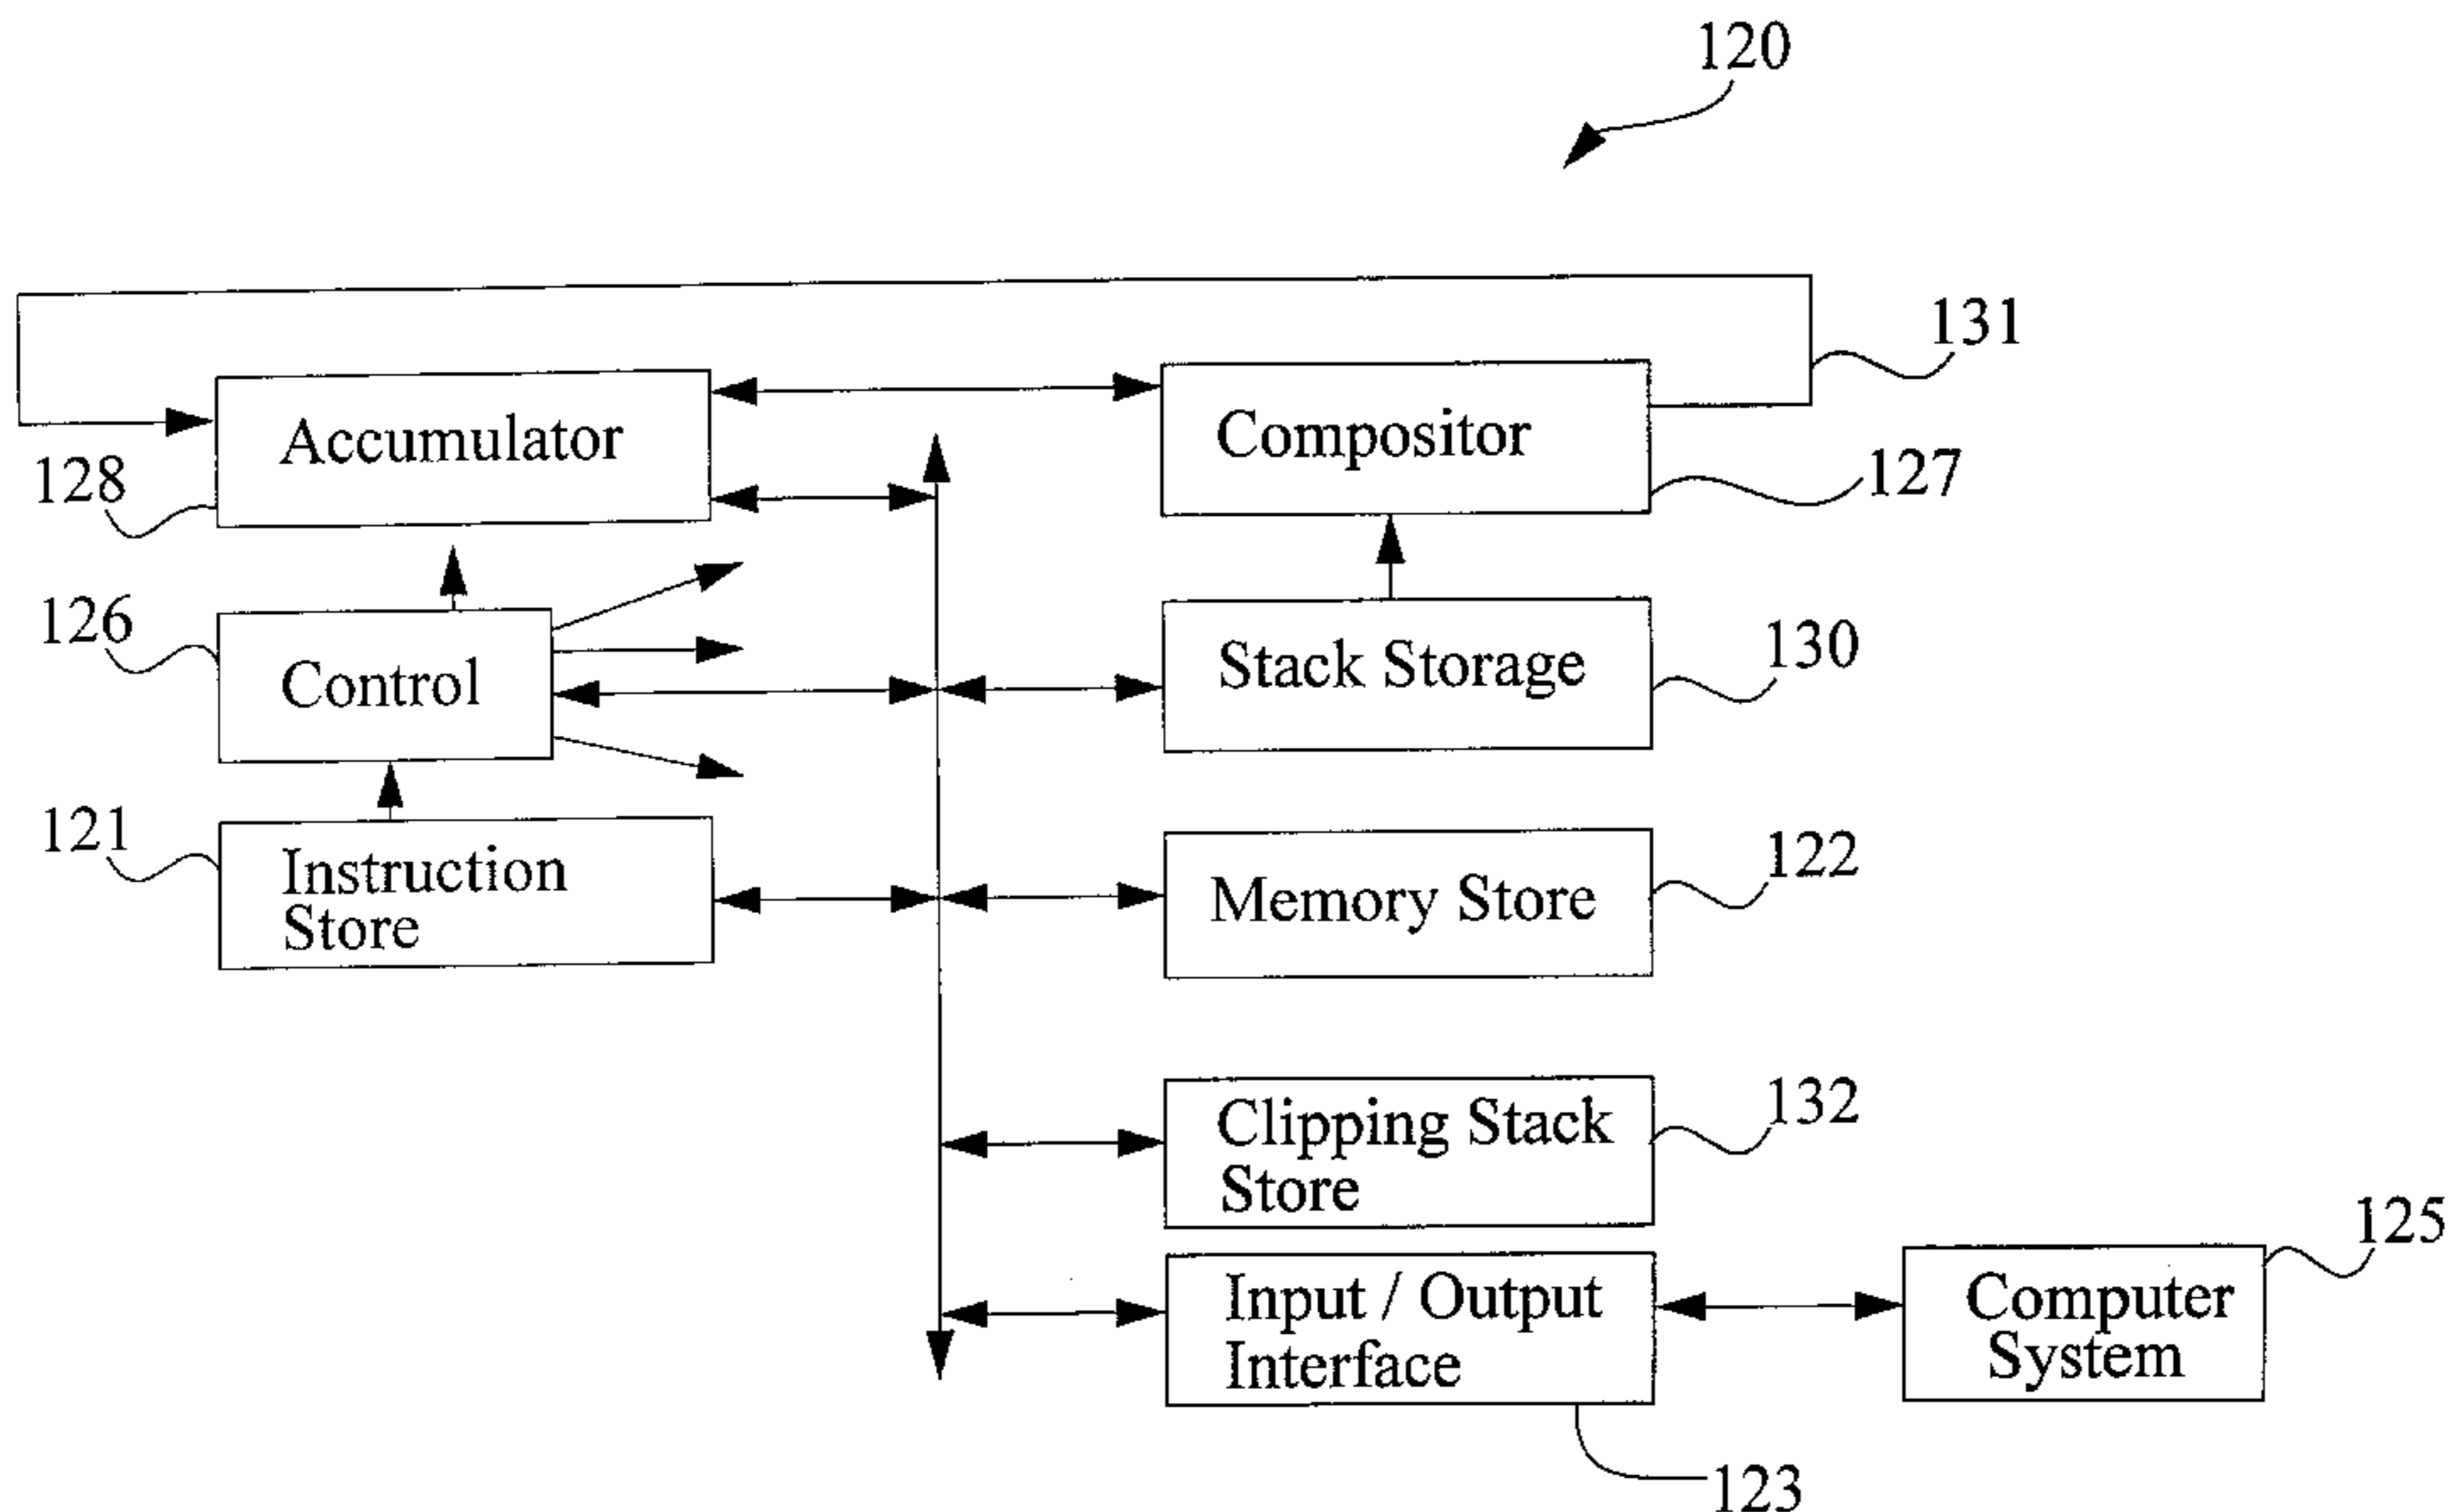 120
131
Accumulator
Compositor
128
127
126
Control
Stack Storage
130
121
Instruction
Store
Memory Store
122
Clipping Stack
Store
132
125
Input / Output
Interface
Computer
System
123